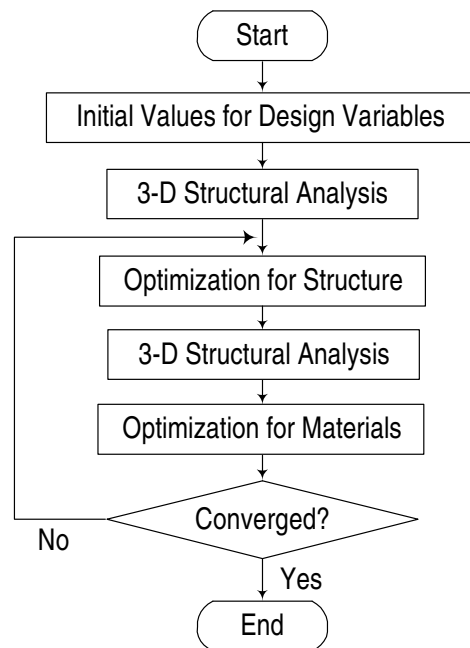 Start
Initial Values for Design Variables
3-D Structural Analysis
Optimization for Structure
3-D Structural Analysis
Optimization for Materials
Converged?
No
Yes
End